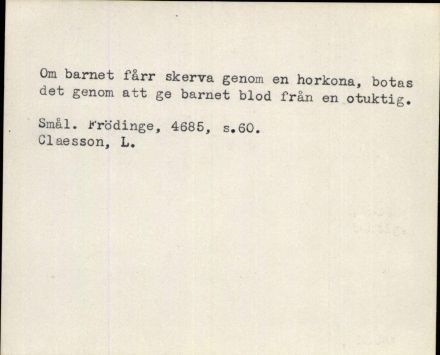 Om barnet fårr skerva genom en horkona, botas
det genom att ge barnet blod från en otuktig.
Smål. Frödinge, 4685, s.60.
Claesson, L.